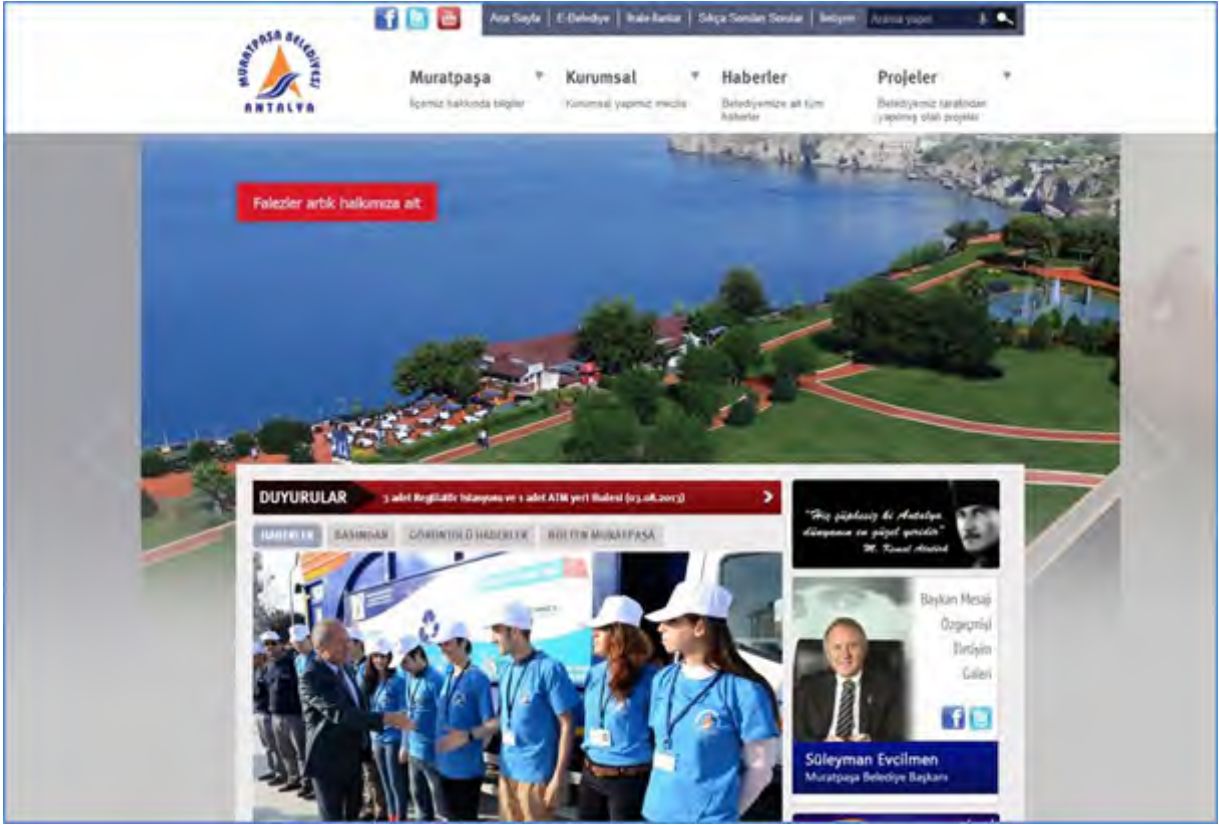 Ana Sayfa | E-Belediye | İhale-İlanlar | Sıkça Sorulan Sorular | İletişim
Arama yapın
MURATPAŞA BELEDİYESİ
ANTALYA
Muratpaşa
İlçemiz hakkında bilgiler
Kurumsal
Kurumsal yapımız meclis
Haberler
Belediyemize ait tüm
haberler
Projeler
Belediyemiz tarafından
yapılmış olan projeler
Falezler artık halkımıza ait
DUYURULAR
3 adet Regülatör İstasyonu ve 1 adet ATM yeri ihalesi (03.08.2013)
HABERLER
BASINDAN
GÖRÜNTÜLÜ HABERLER
BÜLTEN MURATPAŞA
"Hiç şüphesiz ki Antalya
dünyanın en güzel yeridir"
M. Kemal Atatürk
Başkan Mesajı
Özgeçmişi
İletişim
Galeri
Süleyman Evcilmen
Muratpaşa Belediye Başkanı